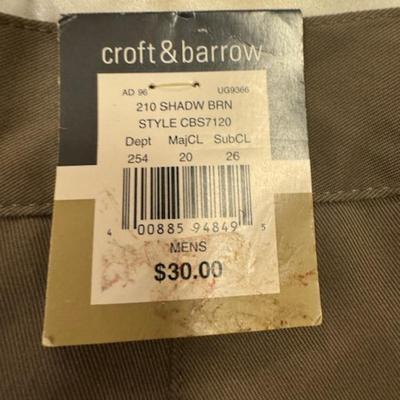 croft&barrow
AD 96 UG9366
210 SHADW BRN
STYLE CBS7120
Dept MajCL SubCL
254 20 26
4 00885 94849 5
MENS
$30.00